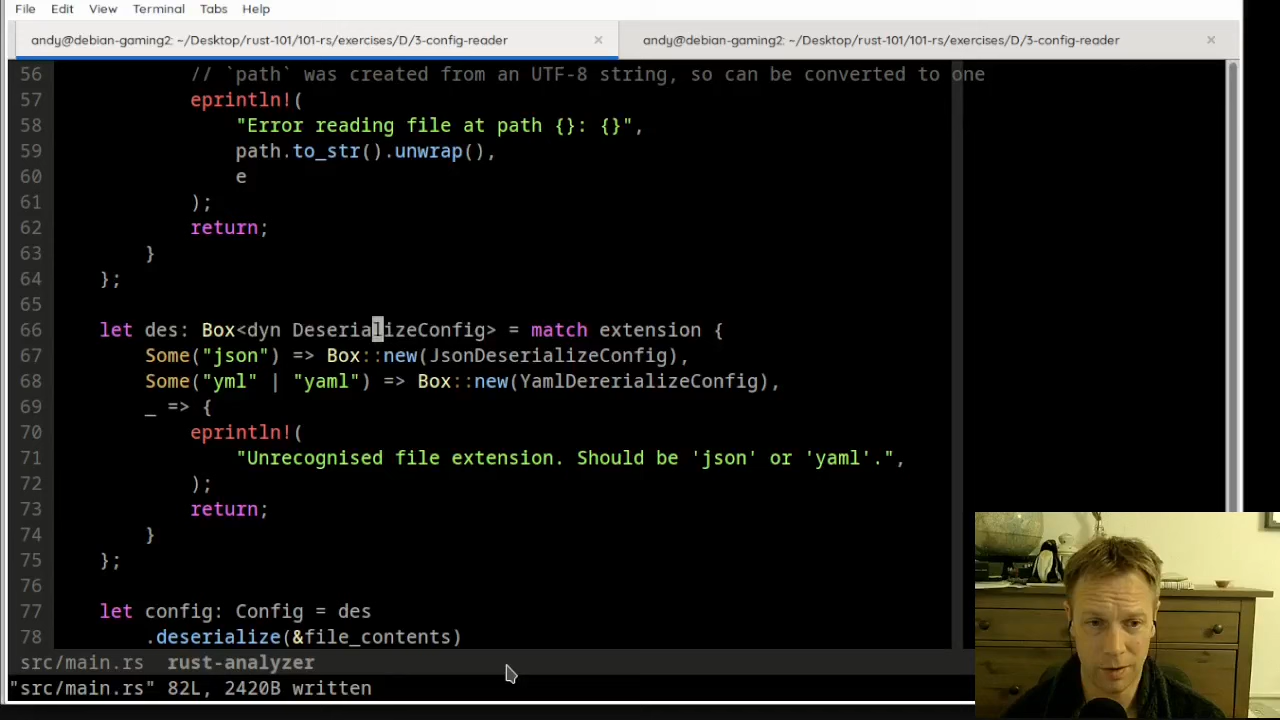 File Edit View Terminal Tabs Help
andy@debian-gaming2: ~/Desktop/rust-101/101-rs/exercises/D/3-config-reader × andy@debian-gaming2: ~/Desktop/rust-101/101-rs/exercises/D/3-config-reader ×
56 // `path` was created from an UTF-8 string, so can be converted to one
57 eprintln!(
58 "Error reading file at path {}: {}",
59 path.to_str().unwrap(),
60 e
61 );
62 return;
63 }
64 };
65
66 let des: Box<dyn DeserializeConfig> = match extension {
67 Some("json") => Box::new(JsonDeserializeConfig),
68 Some("yml" | "yaml") => Box::new(YamlDererializeConfig),
69 _ => {
70 eprintln!(
71 "Unrecognised file extension. Should be 'json' or 'yaml'.",
72 );
73 return;
74 }
75 };
76
77 let config: Config = des
78 .deserialize(&file_contents)
src/main.rs rust-analyzer
"src/main.rs" 82L, 2420B written